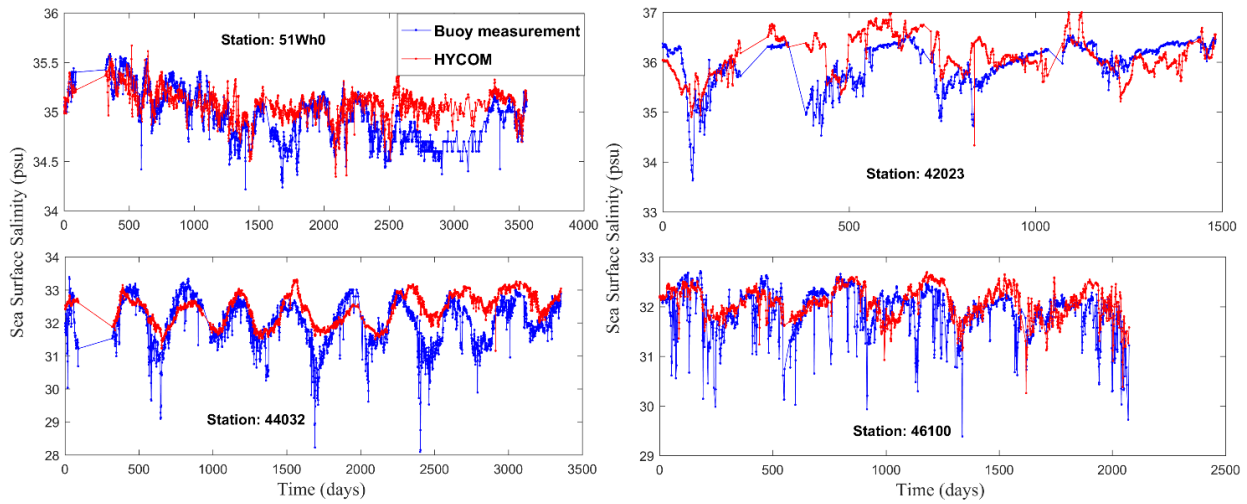 Station: 51Wh0
Buoy measurement
HYCOM
36
35.5
35
34.5
34
0 500 1000 1500 2000 2500 3000 3500 4000
37
36
35
34
33
Station: 42023
0 500 1000 1500
Sea Surface Salinity (psu)
Sea Surface Salinity (psu)
34
33
32
31
30
29
28
Station: 44032
0 500 1000 1500 2000 2500 3000 3500
Time (days)
33
32
31
30
29
Station: 46100
0 500 1000 1500 2000 2500
Time (days)